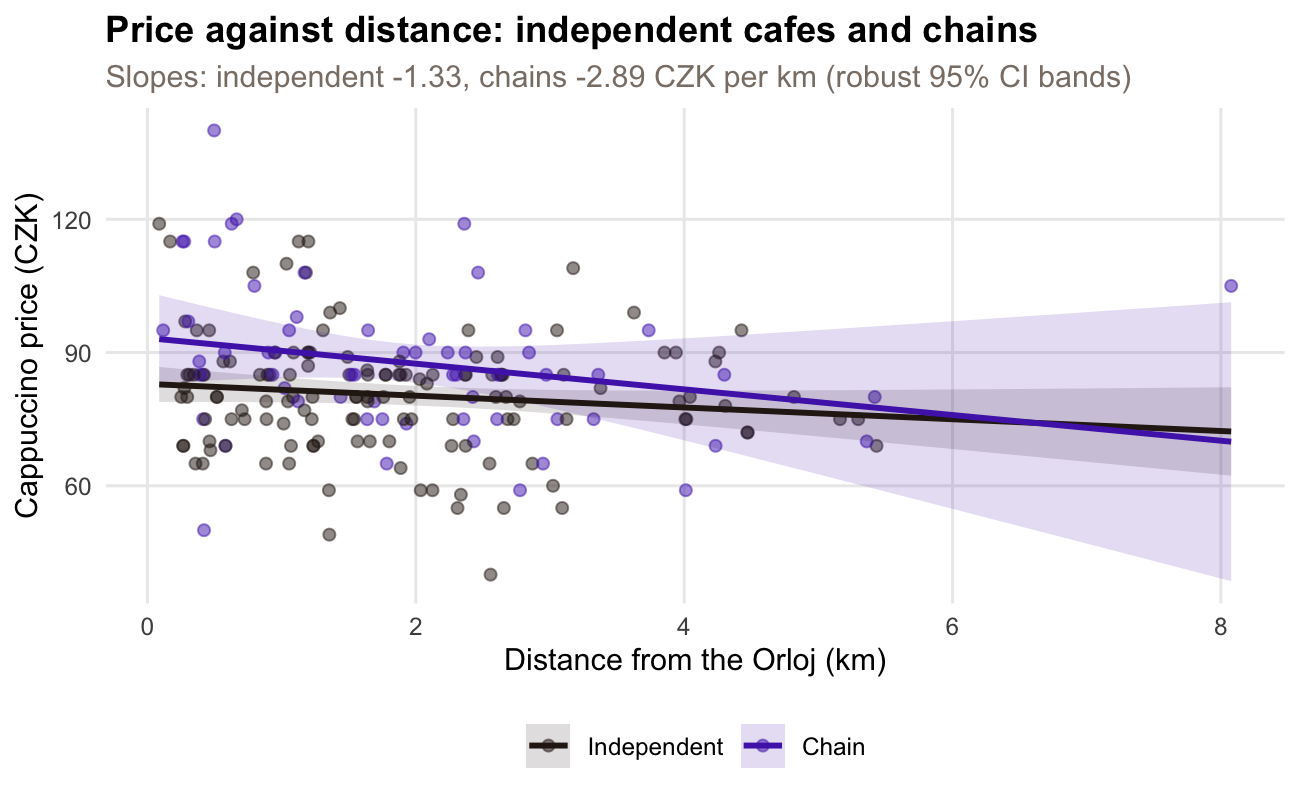 Price against distance: independent cafes and chains
Slopes: independent -1.33, chains -2.89 CZK per km (robust 95% CI bands)
Cappuccino price (CZK)
120
90
60
0 2 4 6 8
Distance from the Orloj (km)
Independent Chain